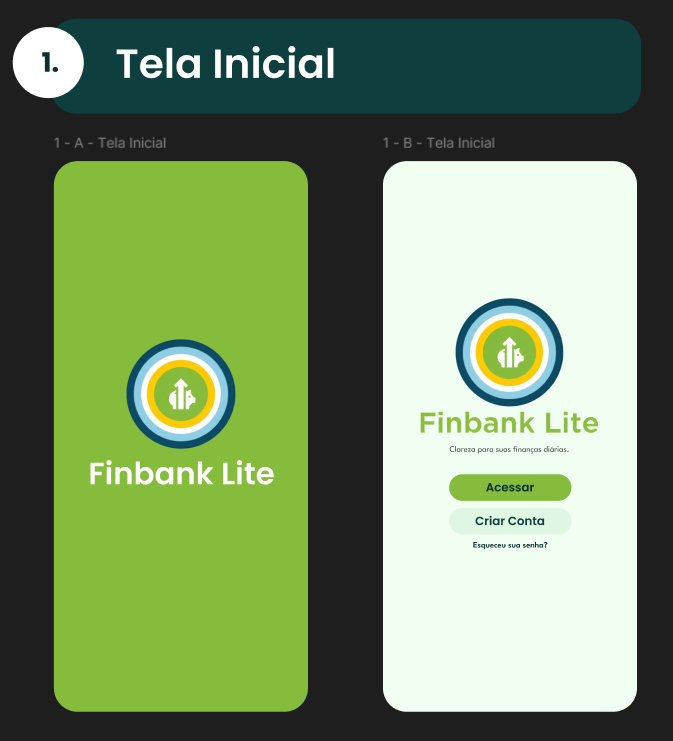 1.
Tela Inicial
1 - A - Tela Inicial
1 - B - Tela Inicial
Finbank Lite
Finbank Lite
Clareza para suas finanças diárias.
Acessar
Criar Conta
Esqueceu sua senha?